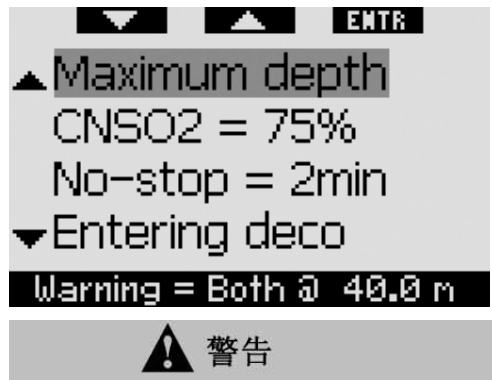 ENTR
Maximum depth
CNSO2 = 75%
No-stop = 2min
Entering deco
Warning = Both @ 40.0 m
警告